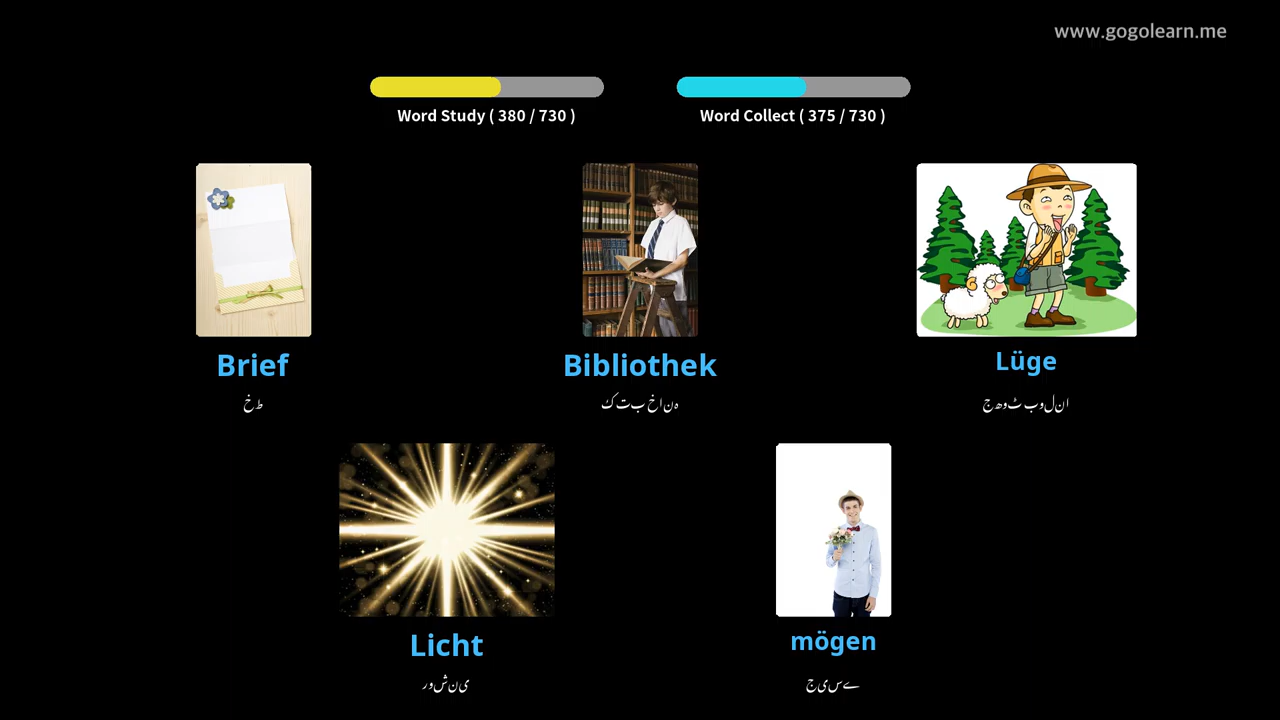 www.gogolearn.me
Word Study ( 380 / 730 )
Word Collect ( 375 / 730 )
Brief
Bibliothek
Lüge
طخ
ہناخ بتکُ
انلوب ٹوھج
Licht
mögen
ینشور
ےسیج